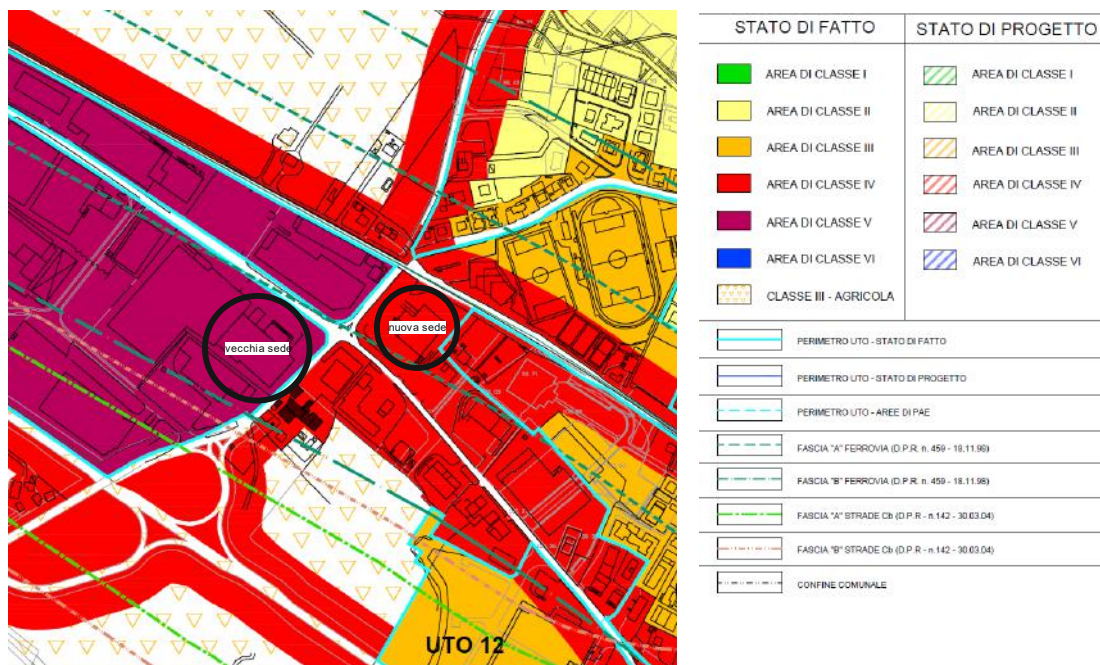 vecchia sede
nuova sede
UTO 12
STATO DI FATTO
STATO DI PROGETTO
AREA DI CLASSE I
AREA DI CLASSE I
AREA DI CLASSE II
AREA DI CLASSE II
AREA DI CLASSE III
AREA DI CLASSE III
AREA DI CLASSE IV
AREA DI CLASSE IV
AREA DI CLASSE V
AREA DI CLASSE V
AREA DI CLASSE VI
AREA DI CLASSE VI
CLASSE III - AGRICOLA
PERIMETRO UTO - STATO DI FATTO
PERIMETRO UTO - STATO DI PROGETTO
PERIMETRO UTO - AREE DI PAE
FASCIA "A" FERROVIA (D.P.R. n. 459 - 18.11.98)
FASCIA "B" FERROVIA (D.P.R. n. 459 - 18.11.98)
FASCIA "A" STRADE Cb (D.P.R - n.142 - 30.03.04)
FASCIA "B" STRADE Cb (D.P.R - n.142 - 30.03.04)
CONFINE COMUNALE